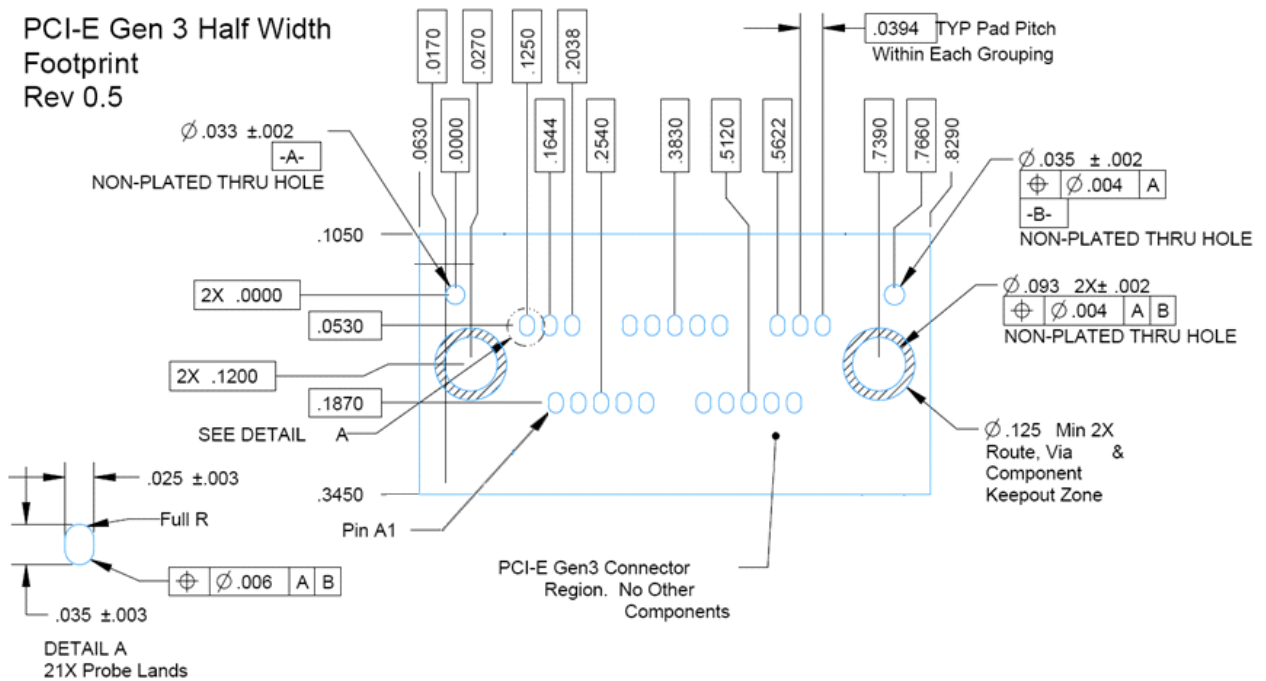 PCI-E Gen 3 Half Width
Footprint
Rev 0.5
.0630
.0170
.0000
.0270
.1250
.1644
.2038
.2540
.3830
.5120
.5622
.7390
.7660
.8290
.0394 TYP Pad Pitch
Within Each Grouping
Ø .033 ±.002
-A-
NON-PLATED THRU HOLE
Ø .035 ± .002
⌖ Ø .004 A
-B-
NON-PLATED THRU HOLE
.1050
2X .0000
.0530
2X .1200
.1870
SEE DETAIL A
.3450
Ø .093 2X± .002
⌖ Ø .004 A B
NON-PLATED THRU HOLE
Ø .125 Min 2X
Route, Via &
Component
Keepout Zone
Pin A1
PCI-E Gen3 Connector
Region. No Other
Components
.025 ±.003
Full R
⌖ Ø .006 A B
.035 ±.003
DETAIL A
21X Probe Lands